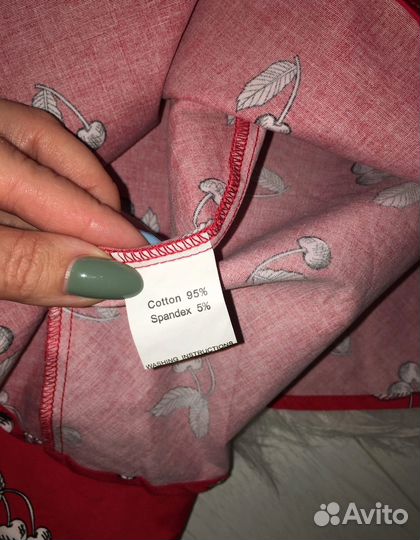 Cotton 95%
Spandex 5%
WASHING INSTRUCTIONS
Avito